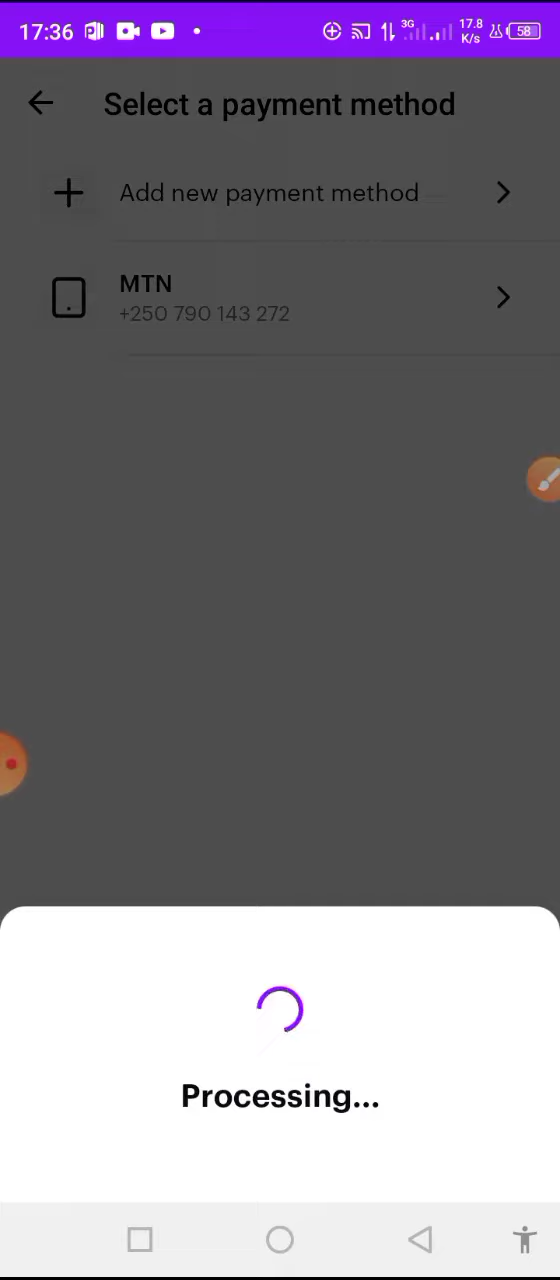 17:36
3G
17.8
K/s
58
Select a payment method
Add new payment method
MTN
+250 790 143 272
Processing...